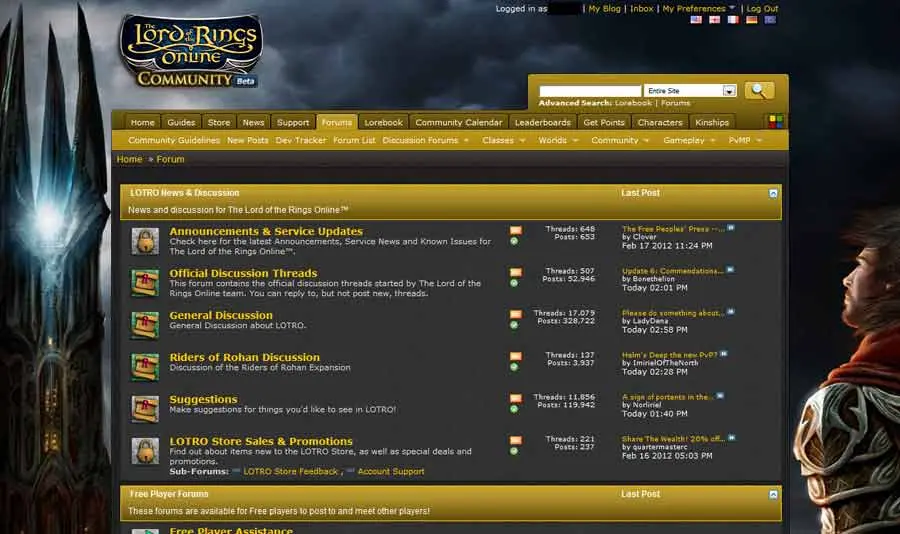 Logged in as | My Blog | Inbox | My Preferences | Log Out
The
Lord of the Rings
Online
COMMUNITY Beta
Entire Site
Advanced Search: Lorebook | Forums
Home Guides Store News Support Forums Lorebook Community Calendar Leaderboards Get Points Characters Kinships
Community Guidelines New Posts Dev Tracker Forum List Discussion Forums Classes Worlds Community Gameplay PvMP
Home » Forum
LOTRO News & Discussion Last Post
News and discussion for The Lord of the Rings Online™
Announcements & Service Updates Threads: 648 The Free Peoples' Press --...
Check here for the latest Announcements, Service News and Known Issues for Posts: 653 by Clover
The Lord of the Rings Online™. Feb 17 2012 11:24 PM
Official Discussion Threads Threads: 507 Update 6: Commendations...
This forum contains the official discussion threads started by The Lord of the Posts: 52,946 by Bonethelion
Rings Online team. You can reply to, but not post new, threads. Today 02:01 PM
General Discussion Threads: 17,079 Please do something about...
General Discussion about LOTRO. Posts: 328,722 by LadyDana
Today 02:58 PM
Riders of Rohan Discussion Threads: 137 Helm's Deep the new PvP?
Discussion of the Riders of Rohan Expansion Posts: 3,937 by ImirielOfTheNorth
Today 02:28 PM
Suggestions Threads: 11,856 A sign of portents in the...
Make suggestions for things you'd like to see in LOTRO! Posts: 119,942 by Norliriel
Today 01:40 PM
LOTRO Store Sales & Promotions Threads: 221 Share The Wealth! 20% off...
Find out about items new to the LOTRO Store, as well as special deals and Posts: 237 by quartermasterc
promotions. Feb 16 2012 05:03 PM
Sub-Forums: LOTRO Store Feedback , Account Support
Free Player Forums Last Post
These forums are available for Free players to post to and meet other players!
Free Player Assistance